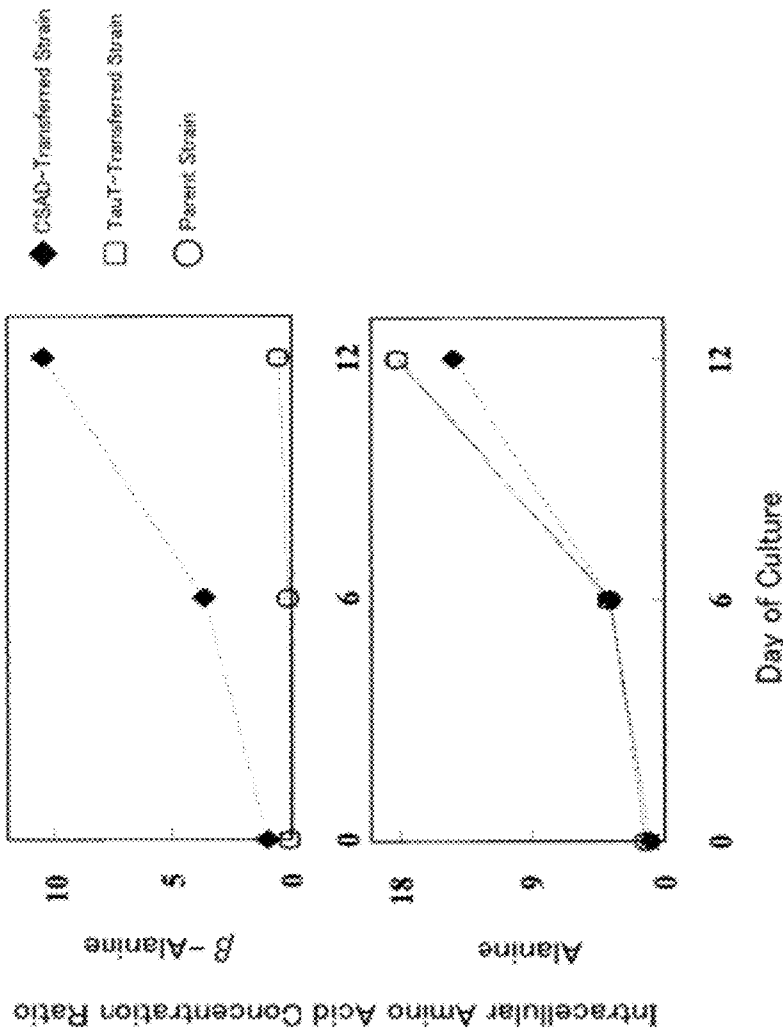 ◆ CSAD-Transferred Strain
□ TauT-Transferred Strain
○ Parent Strain
Intracellular Amino Acid Concentration Ratio
β-Alanine
10
5
0
0
6
12
Alanine
18
9
0
0
6
12
Day of Culture